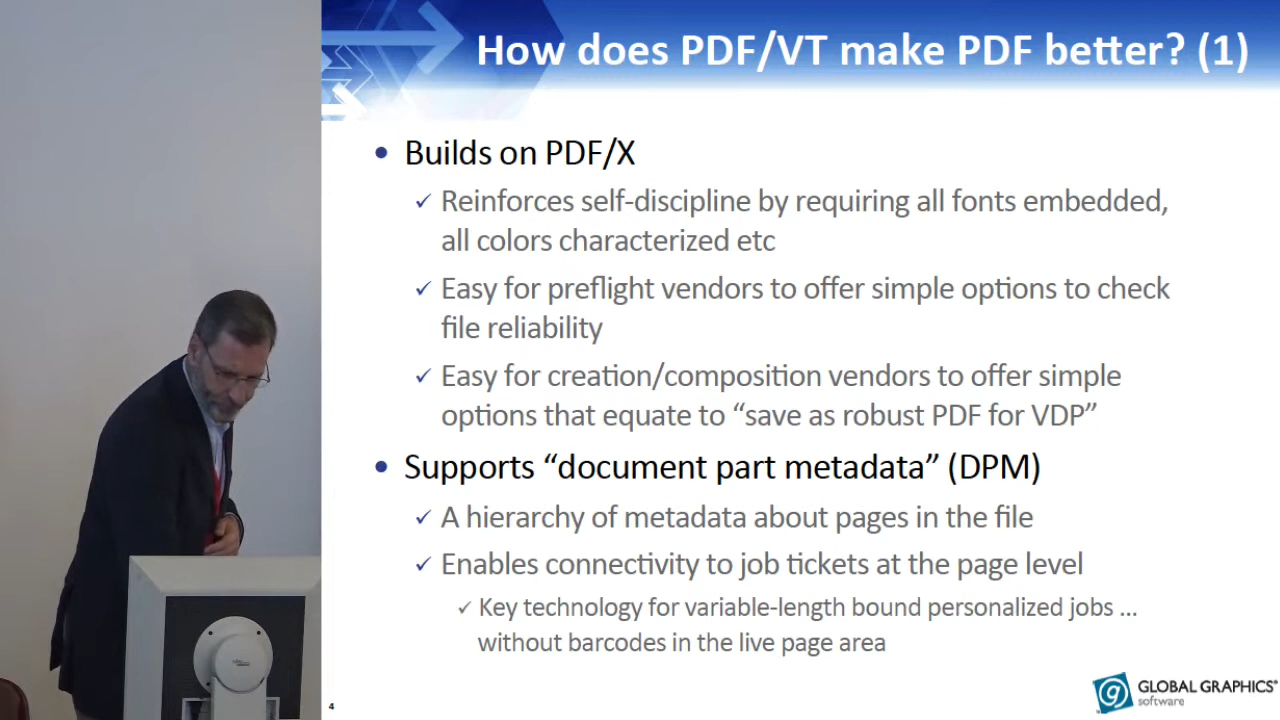 How does PDF/VT make PDF better? (1)
• Builds on PDF/X
✓ Reinforces self-discipline by requiring all fonts embedded,
all colors characterized etc
✓ Easy for preflight vendors to offer simple options to check
file reliability
✓ Easy for creation/composition vendors to offer simple
options that equate to “save as robust PDF for VDP”
• Supports “document part metadata” (DPM)
✓ A hierarchy of metadata about pages in the file
✓ Enables connectivity to job tickets at the page level
✓ Key technology for variable-length bound personalized jobs …
without barcodes in the live page area
4
g
GLOBAL GRAPHICS®
software